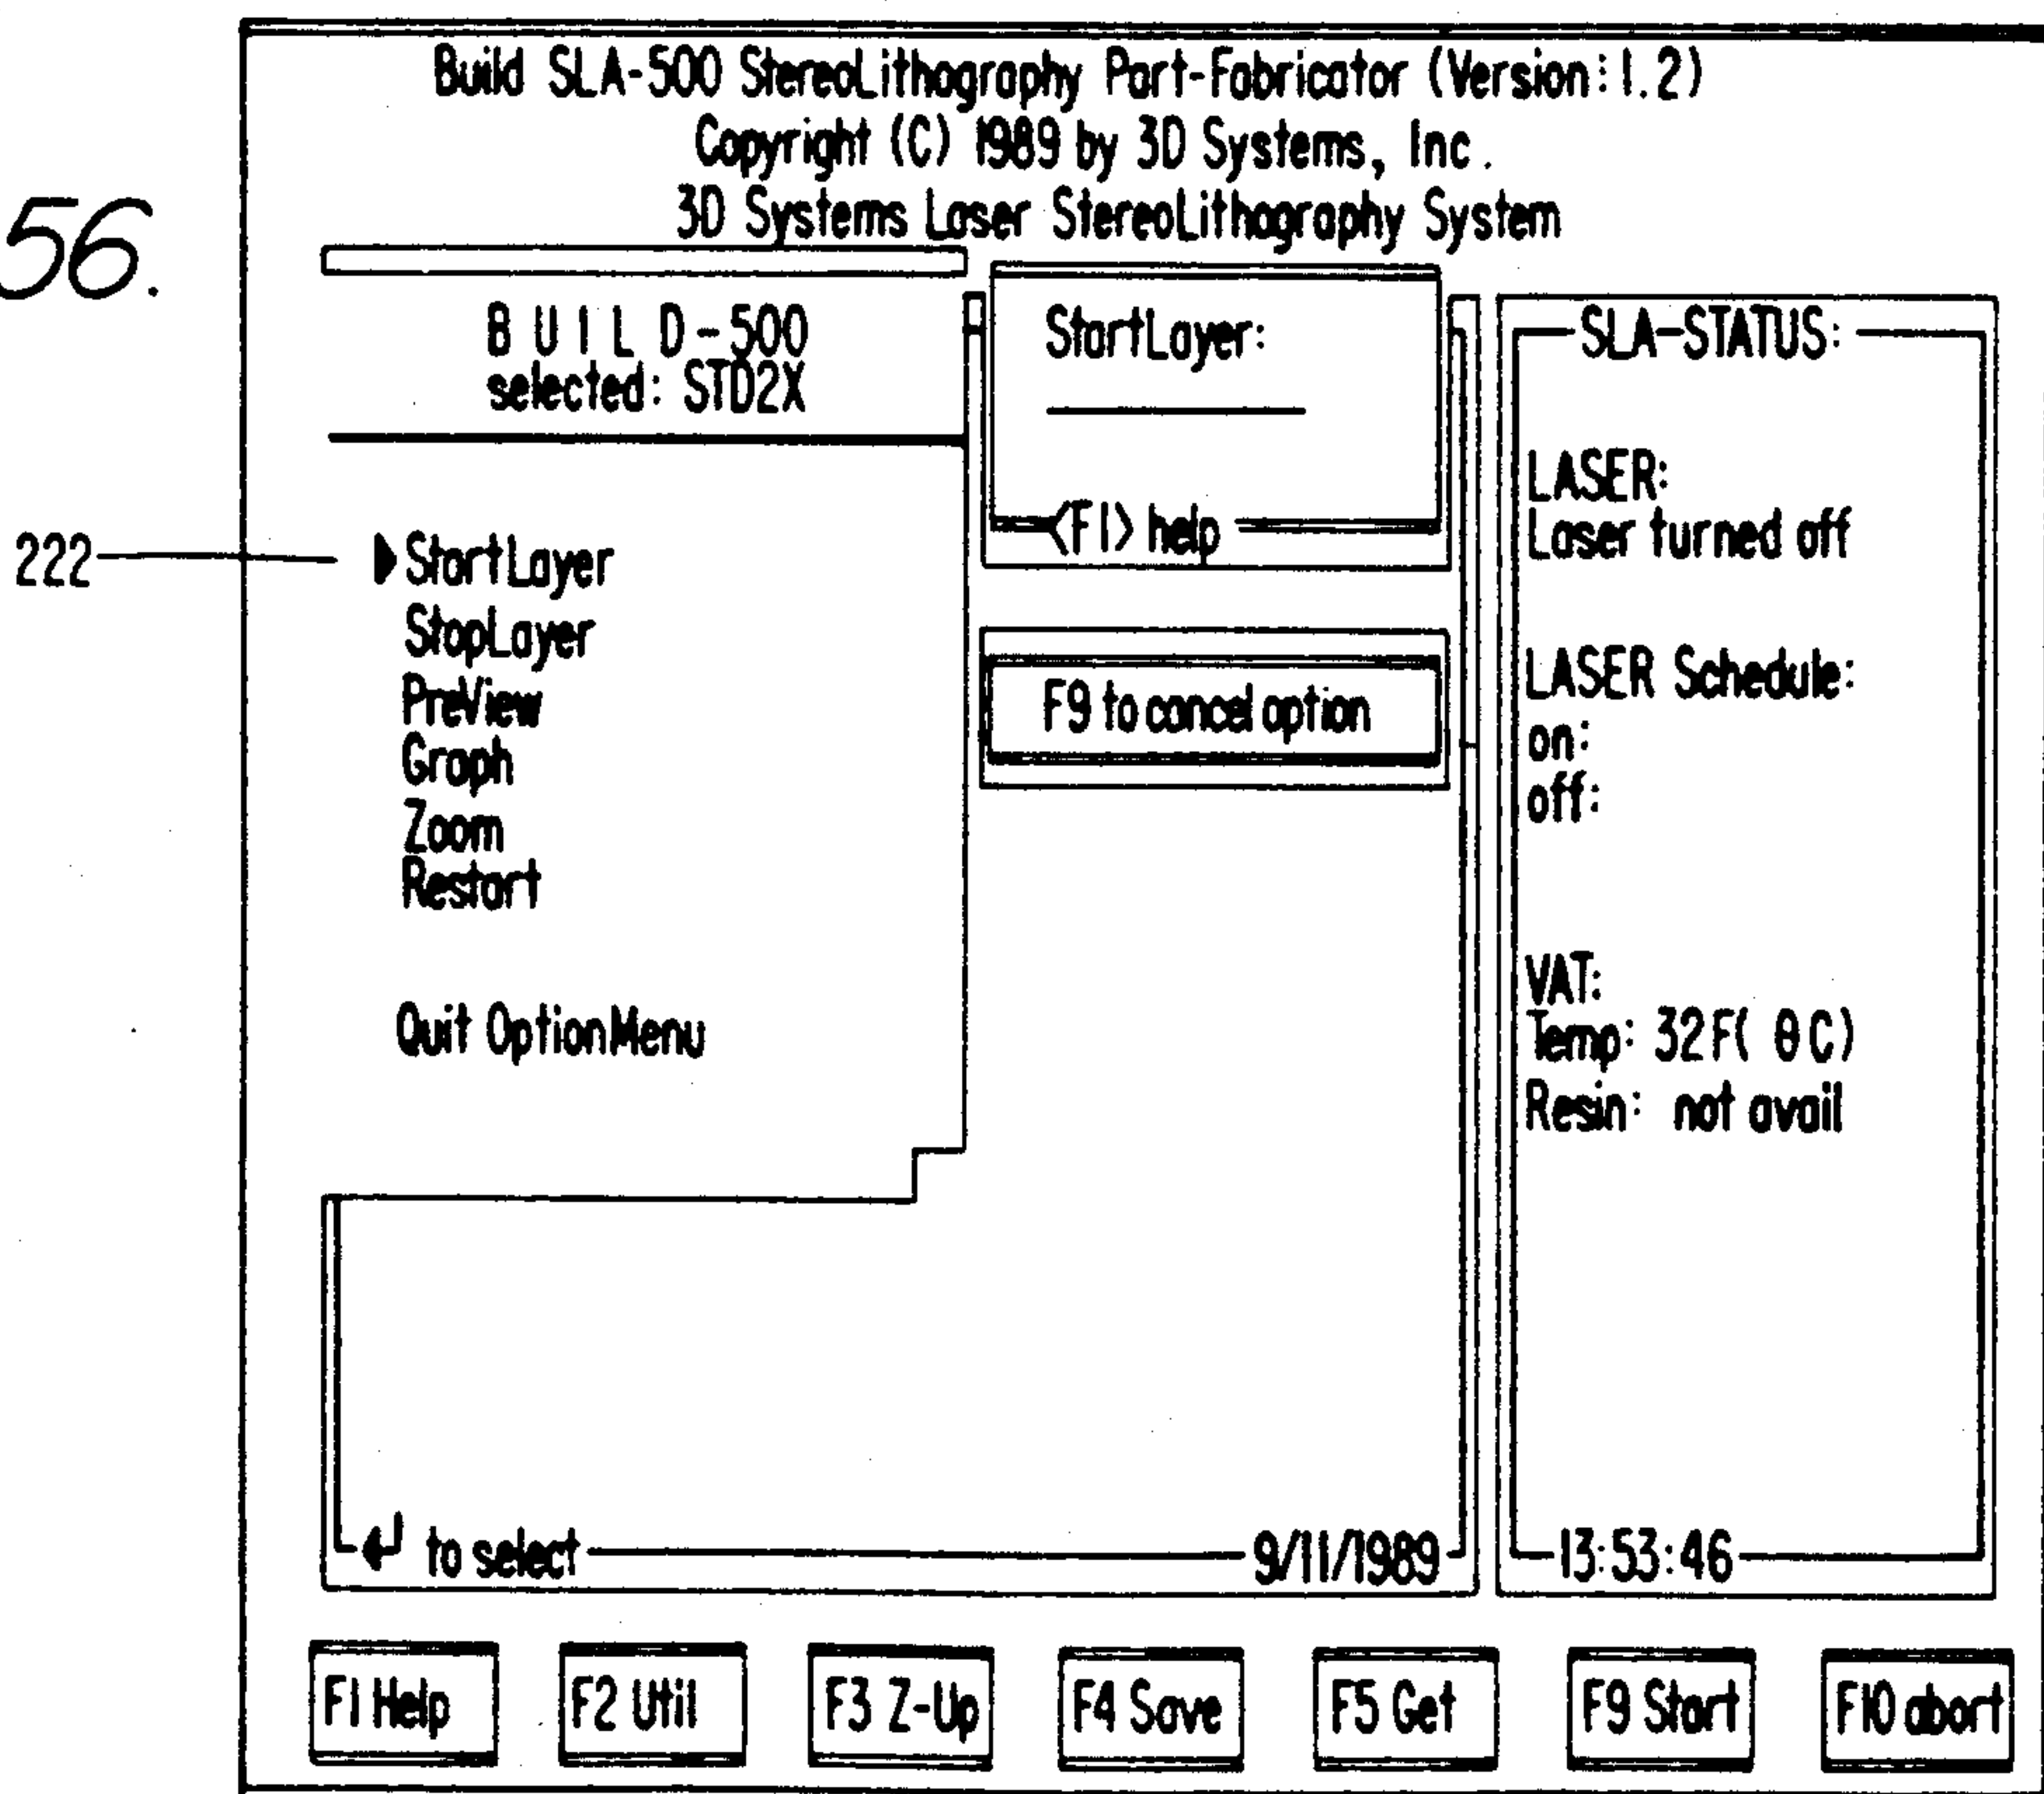 Build SLA-500 StereoLithography Part-Fabricator (Version: 1.2)
Copyright (C) 1989 by 3D Systems, Inc.
3D Systems Laser StereoLithography System
56.
B U I L D-500
selected: STD2X
222
StartLayer
StopLayer
PreView
Graph
Zoom
Restart
Quit OptionMenu
StartLayer:
<F1> help
F9 to cancel option
SLA-STATUS:
LASER:
Laser turned off
LASER Schedule:
on:
off:
VAT:
Temp: 32F( 0 C)
Resin: not avail
to select
9/11/1989
13:53:46
F1 Help
F2 Util
F3 Z-Up
F4 Save
F5 Get
F9 Start
F10 abort